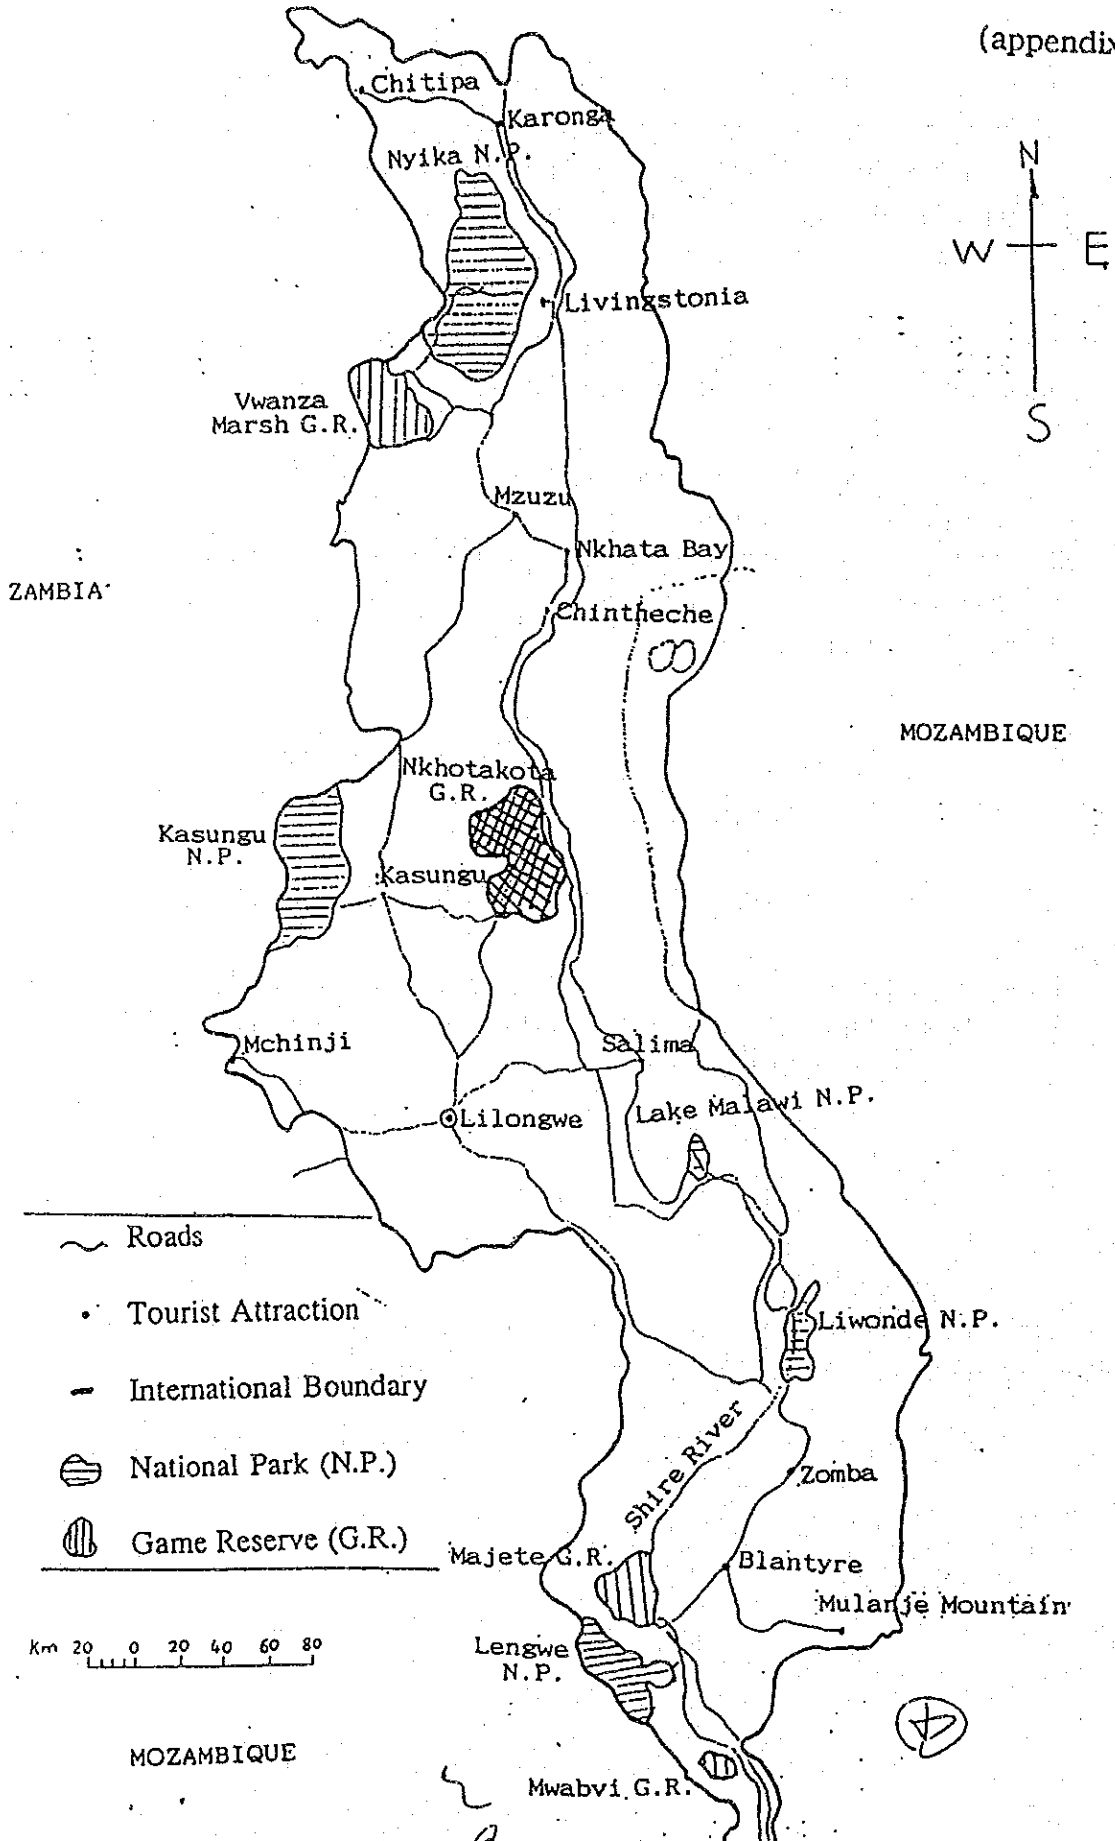 (appendix
Chitipa
Karonga
Nyika N.P.
N
W E
S
Livingstonia
Vwanza
Marsh G.R.
Mzuzu
Nkhata Bay
ZAMBIA
Chintheche
MOZAMBIQUE
Nkhotakota
G.R.
Kasungu
N.P.
Kasungu
Mchinji
Salima
Lake Malawi N.P.
Lilongwe
Roads
Tourist Attraction
International Boundary
National Park (N.P.)
Game Reserve (G.R.)
Liwonde N.P.
Shire River
Zomba
Majete G.R.
Blantyre
Mulanje Mountain
Km 20 0 20 40 60 80
Lengwe
N.P.
MOZAMBIQUE
Mwabvi G.R.